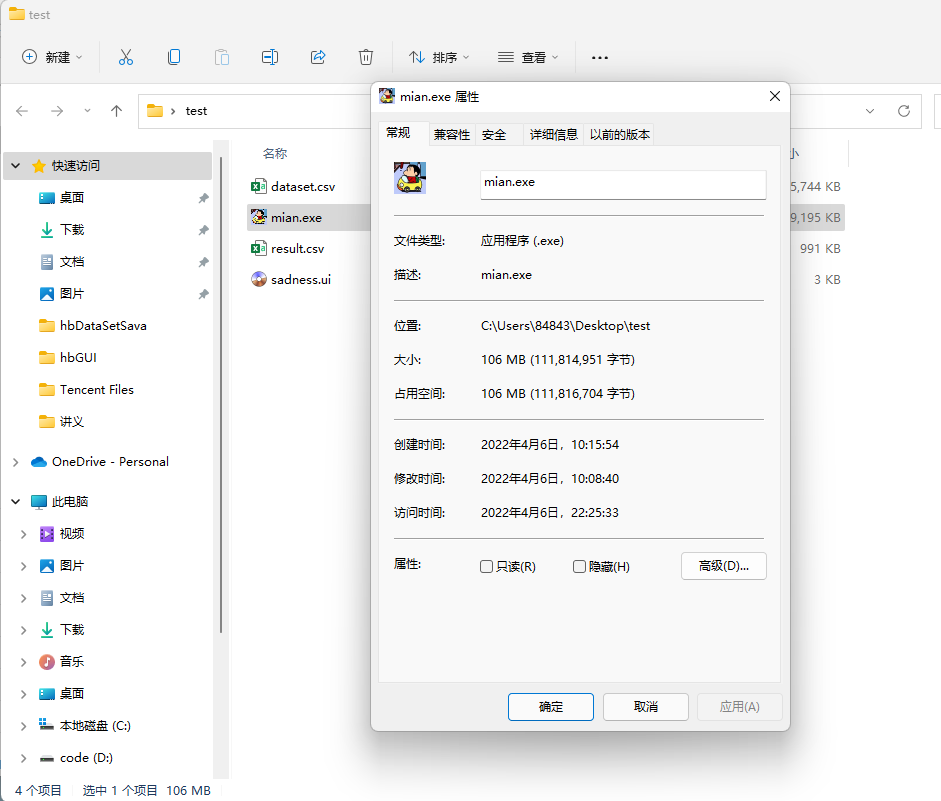 test
新建
排序
查看
test
快速访问
桌面
下载
文档
图片
hbDataSetSava
hbGUI
Tencent Files
讲义
OneDrive - Personal
此电脑
视频
图片
文档
下载
音乐
桌面
本地磁盘 (C:)
code (D:)
名称
dataset.csv
5,744 KB
mian.exe
9,195 KB
result.csv
991 KB
sadness.ui
3 KB
mian.exe 属性
常规 兼容性 安全 详细信息 以前的版本
mian.exe
文件类型: 应用程序 (.exe)
描述: mian.exe
位置: C:\Users\84843\Desktop\test
大小: 106 MB (111,814,951 字节)
占用空间: 106 MB (111,816,704 字节)
创建时间: 2022年4月6日，10:15:54
修改时间: 2022年4月6日，10:08:40
访问时间: 2022年4月6日，22:25:33
属性: 只读(R) 隐藏(H) 高级(D)...
确定 取消 应用(A)
4 个项目 选中 1 个项目 106 MB